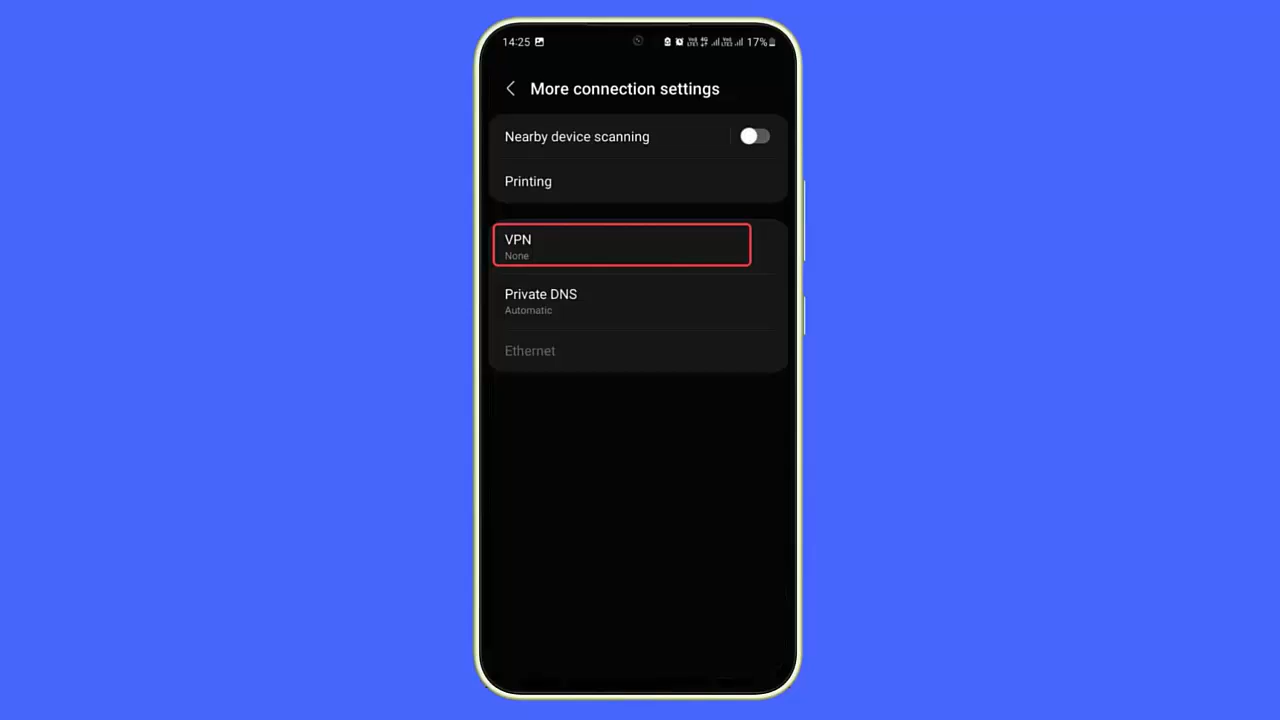 14:25
17%
More connection settings
Nearby device scanning
Printing
VPN
None
Private DNS
Automatic
Ethernet